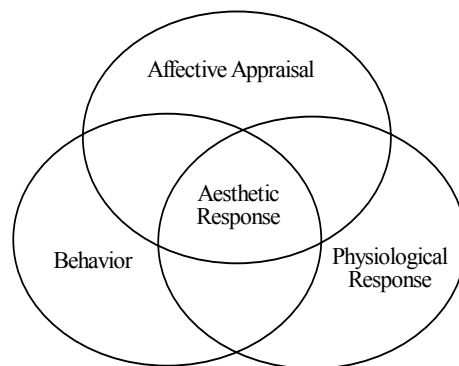 Affective Appraisal
Aesthetic
Response
Behavior
Physiological
Response